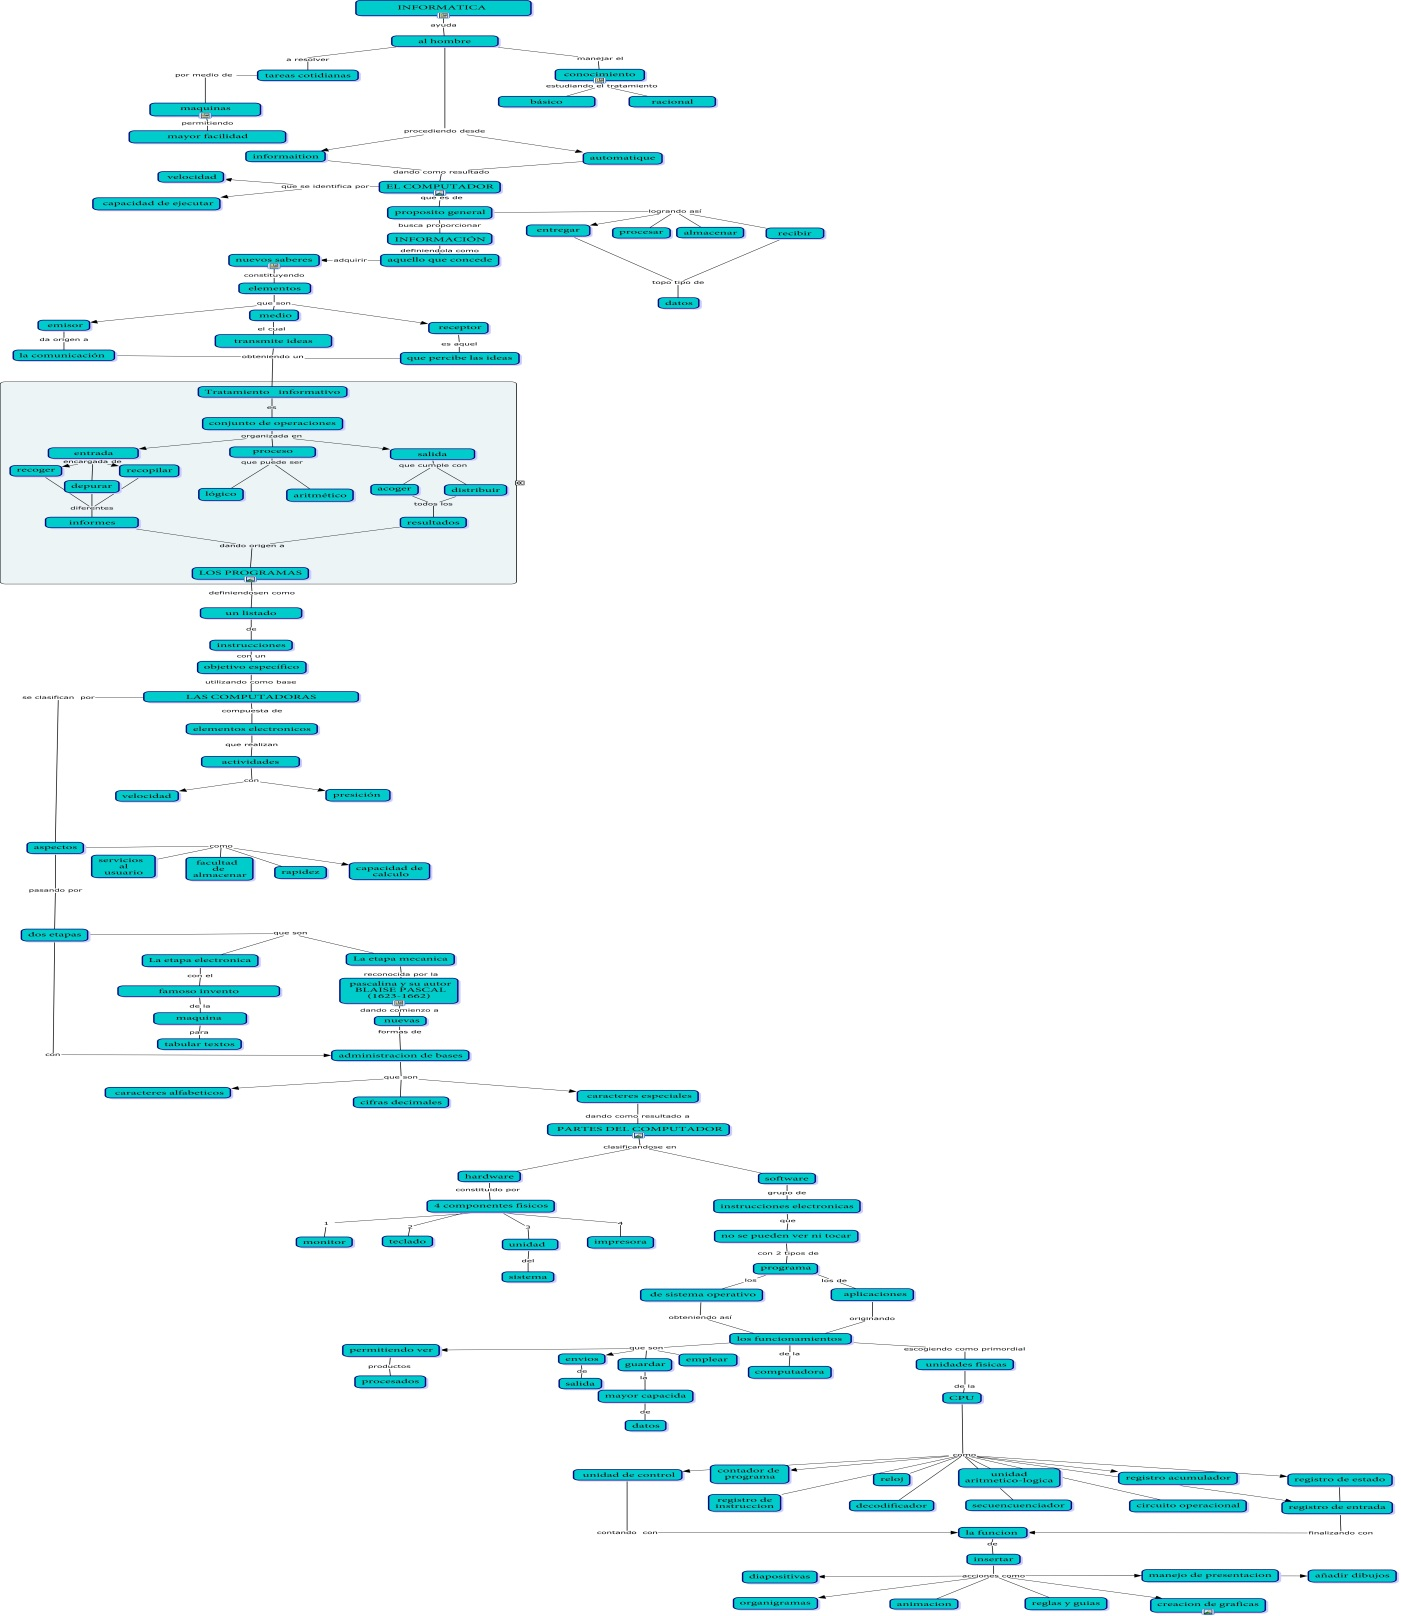 INFORMATICA
ayuda
al hombre
a resolver
manejar el
por medio de
tareas cotidianas
conocimiento
estudiando el tratamiento
básico
racional
maquinas
permitiendo
mayor facilidad
procediendo desde
informaition
automatique
dando como resultado
velocidad
que se identifica por
EL COMPUTADOR
que es de
capacidad de ejecutar
proposito general
logrando así
busca proporcionar
entregar
procesar
almacenar
recibir
INFORMACIÓN
definiendola como
nuevos saberes
adquirir
aquello que concede
constituyendo
topo tipo de
elementos
datos
que son
emisor
medio
receptor
el cual
da origen a
transmite ideas
es aquel
la comunicación
obteniendo un
que percibe las ideas
Tratamiento informativo
es
conjunto de operaciones
organizada en
entrada
proceso
salida
encargada de
que puede ser
que cumple con
recoger
recopilar
depurar
lógico
aritmético
acoger
distribuir
diferentes
todos los
informes
resultados
dando origen a
LOS PROGRAMAS
definiendosen como
un listado
de
instrucciones
con un
objetivo especifico
utilizando como base
se clasifican por
LAS COMPUTADORAS
compuesta de
elementos electronicos
que realizan
actividades
con
velocidad
presición
aspectos
como
servicios
al
usuario
facultad
de
almacenar
rapidez
capacidad de
calculo
pasando por
dos etapas
que son
La etapa electronica
La etapa mecanica
con el
reconocida por la
famoso invento
pascalina y su autor
BLAISE PASCAL
(1623-1662)
de la
dando comienzo a
maquina
nuevas
para
formas de
tabular textos
con
administracion de bases
que son
caracteres alfabeticos
cifras decimales
caracteres especiales
dando como resultado a
PARTES DEL COMPUTADOR
clasificandose en
hardware
software
constituido por
grupo de
4 componentes fisicos
instrucciones electronicas
1
2
3
4
que
monitor
teclado
unidad
impresora
no se pueden ver ni tocar
del
con 2 tipos de
sistema
programa
los
los de
de sistema operativo
aplicaciones
obteniendo así
originando
los funcionamientos
permitiendo ver
que son
de la
escogiendo como primordial
envios
guardar
emplear
unidades fisicas
productos
de
la
computadora
procesados
salida
de la
mayor capacida
CPU
de
datos
como
unidad de control
contador de
programa
reloj
unidad
aritmetico-logica
registro acumulador
registro de estado
registro de
instruccion
decodificador
secuencuenciador
circuito operacional
registro de entrada
contando con
la funcion
finalizando con
de
insertar
diapositivas
acciones como
manejo de presentacion
añadir dibujos
organigramas
animacion
reglas y guias
creacion de graficas